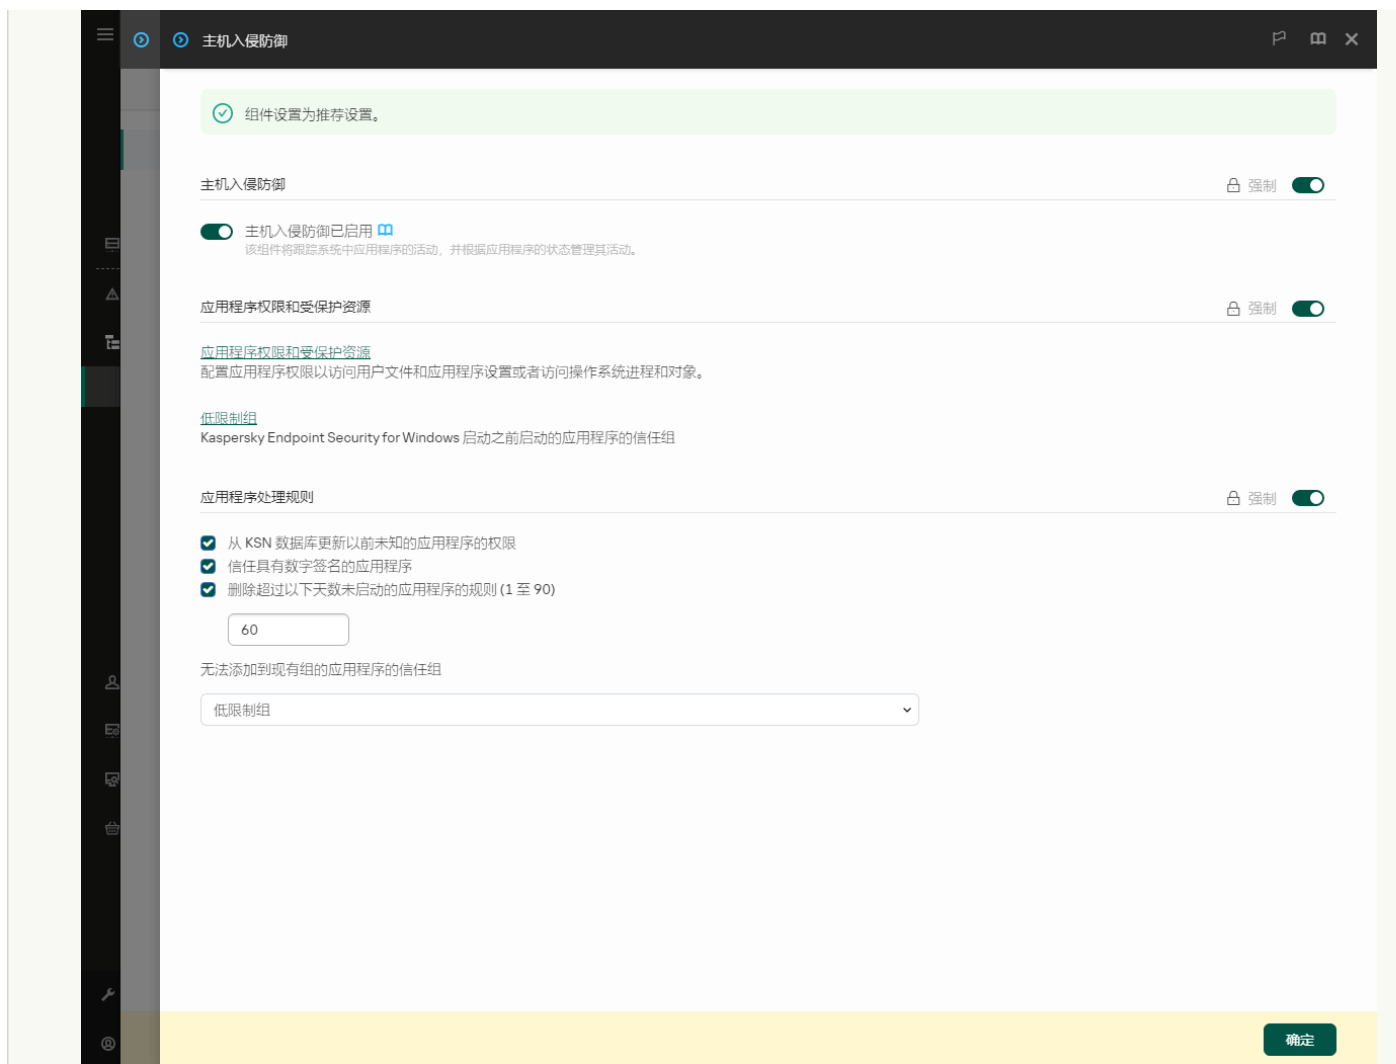 主机入侵防御
组件设置为推荐设置。
主机入侵防御
强制
主机入侵防御已启用
该组件将跟踪系统中应用程序的活动，并根据应用程序的状态管理其活动。
应用程序权限和受保护资源
强制
应用程序权限和受保护资源
配置应用程序权限以访问用户文件和应用程序设置或者访问操作系统进程和对象。
低限制组
Kaspersky Endpoint Security for Windows 启动之前启动的应用程序的信任组
应用程序处理规则
强制
从 KSN 数据库更新以前未知的应用程序的权限
信任具有数字签名的应用程序
删除超过以下天数未启动的应用程序的规则 (1 至 90)
60
无法添加到现有组的应用程序的信任组
低限制组
确定